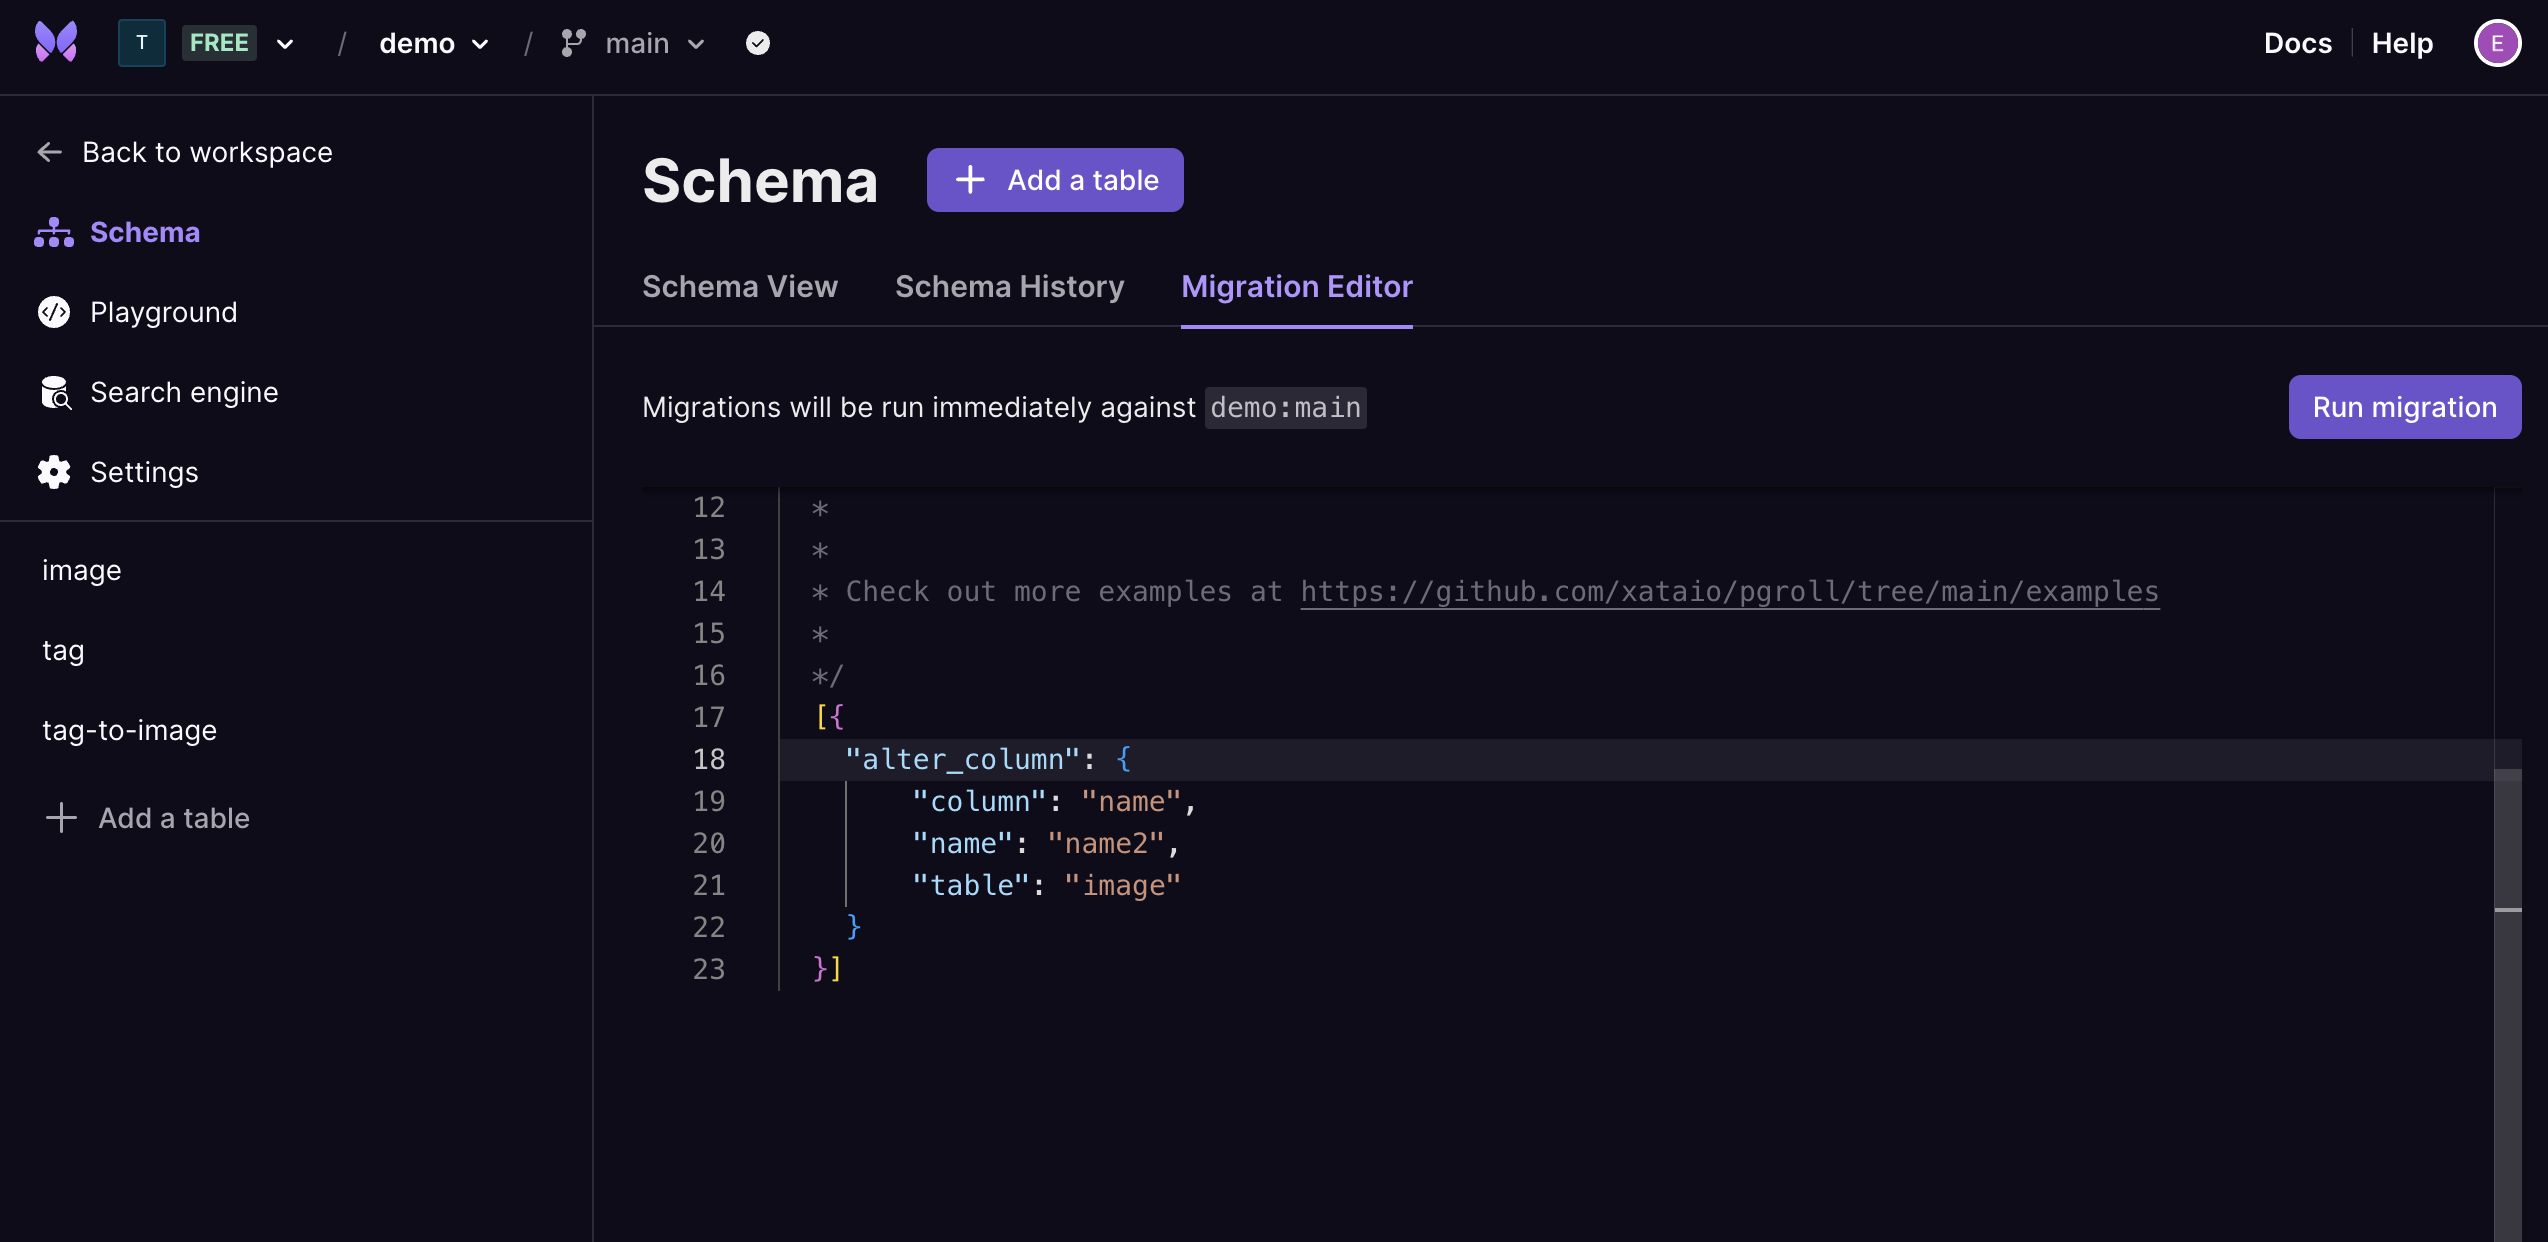 T FREE / demo / main Docs Help E
Back to workspace
Schema
Playground
Search engine
Settings
image
tag
tag-to-image
Add a table
Schema Add a table
Schema View Schema History Migration Editor
Migrations will be run immediately against demo:main Run migration
12 *
13 *
14 * Check out more examples at https://github.com/xataio/pgroll/tree/main/examples
15 *
16 */
17 [{
18 "alter_column": {
19 "column": "name",
20 "name": "name2",
21 "table": "image"
22 }
23 }]